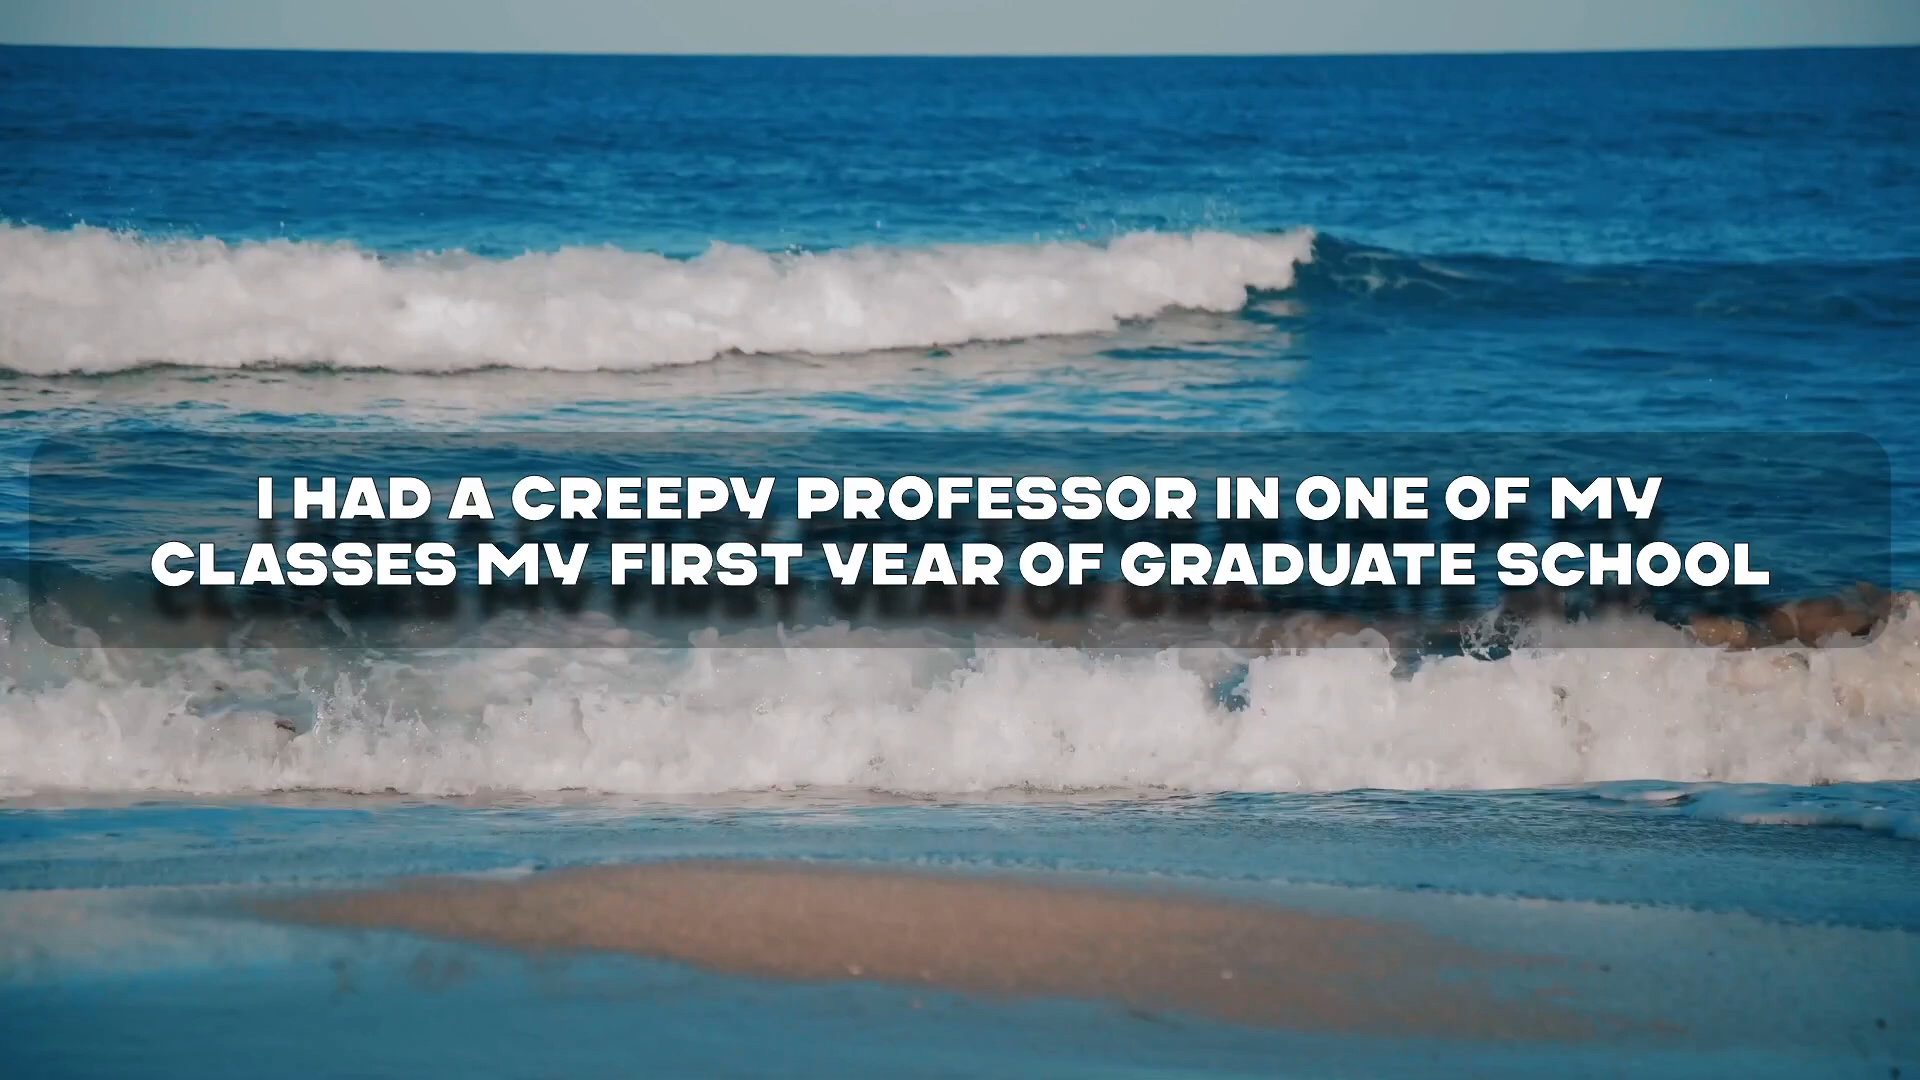 I HAD A CREEPY PROFESSOR IN ONE OF MY
CLASSES MY FIRST YEAR OF GRADUATE SCHOOL